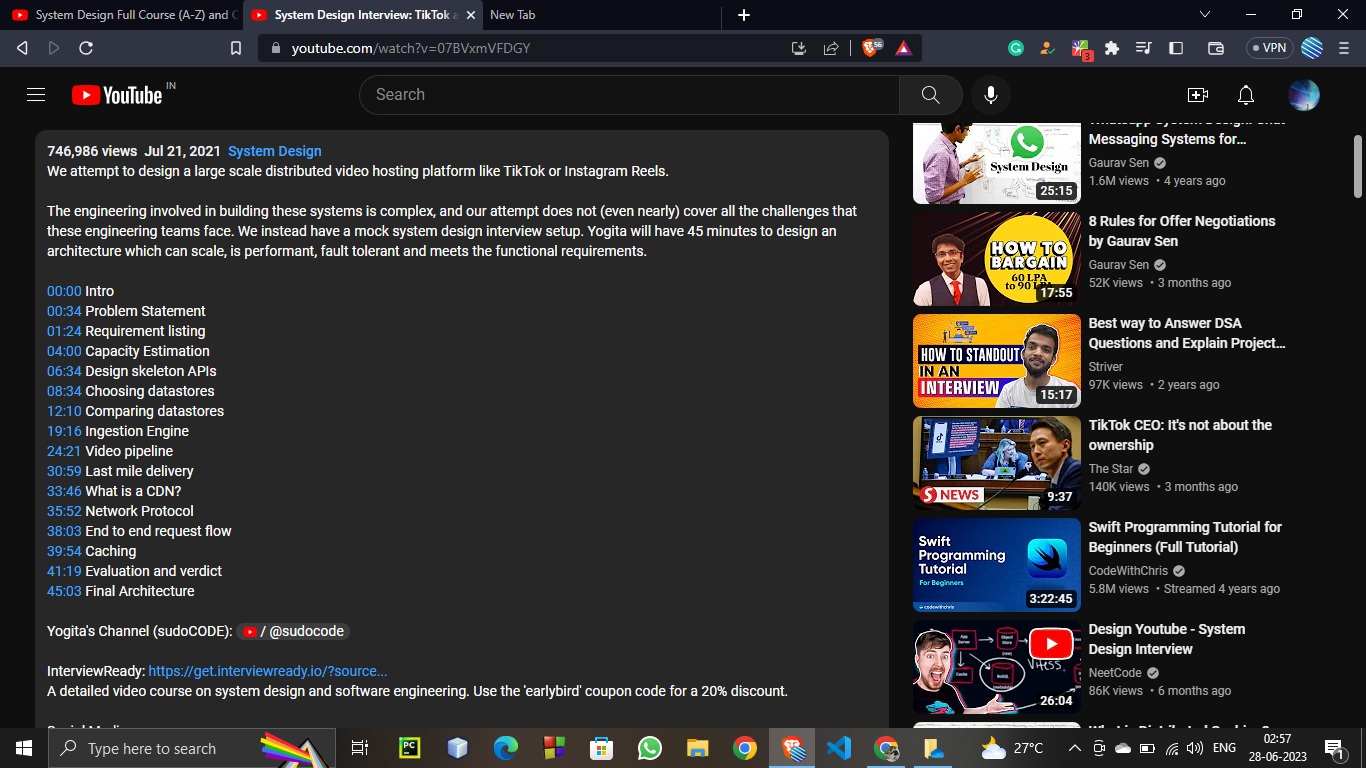 System Design Full Course (A-Z) and
System Design Interview: TikTok a
New Tab
youtube.com/watch?v=07BVxmVFDGY
56
3
VPN
YouTube IN
Search
746,986 views Jul 21, 2021 System Design
We attempt to design a large scale distributed video hosting platform like TikTok or Instagram Reels.
The engineering involved in building these systems is complex, and our attempt does not (even nearly) cover all the challenges that
these engineering teams face. We instead have a mock system design interview setup. Yogita will have 45 minutes to design an
architecture which can scale, is performant, fault tolerant and meets the functional requirements.
00:00 Intro
00:34 Problem Statement
01:24 Requirement listing
04:00 Capacity Estimation
06:34 Design skeleton APIs
08:34 Choosing datastores
12:10 Comparing datastores
19:16 Ingestion Engine
24:21 Video pipeline
30:59 Last mile delivery
33:46 What is a CDN?
35:52 Network Protocol
38:03 End to end request flow
39:54 Caching
41:19 Evaluation and verdict
45:03 Final Architecture
Yogita's Channel (sudoCODE): / @sudocode
InterviewReady: https://get.interviewready.io/?source...
A detailed video course on system design and software engineering. Use the 'earlybird' coupon code for a 20% discount.
System Design
25:15
Messaging Systems for...
Gaurav Sen
1.6M views • 4 years ago
HOW TO
BARGAIN
60 LPA
to 90 LPA
17:55
8 Rules for Offer Negotiations
by Gaurav Sen
Gaurav Sen
52K views • 3 months ago
HOW TO STANDOUT
IN AN
INTERVIEW
15:17
Best way to Answer DSA
Questions and Explain Project...
Striver
97K views • 2 years ago
NEWS
9:37
TikTok CEO: It's not about the
ownership
The Star
140K views • 3 months ago
Swift
Programming
Tutorial
For Beginners
codewithchris
3:22:45
Swift Programming Tutorial for
Beginners (Full Tutorial)
CodeWithChris
5.8M views • Streamed 4 years ago
App
Server
Object
Store
Cache
NoSQL
Vitess
26:04
Design Youtube - System
Design Interview
NeetCode
86K views • 6 months ago
Type here to search
PC
27°C
ENG
02:57
28-06-2023
1